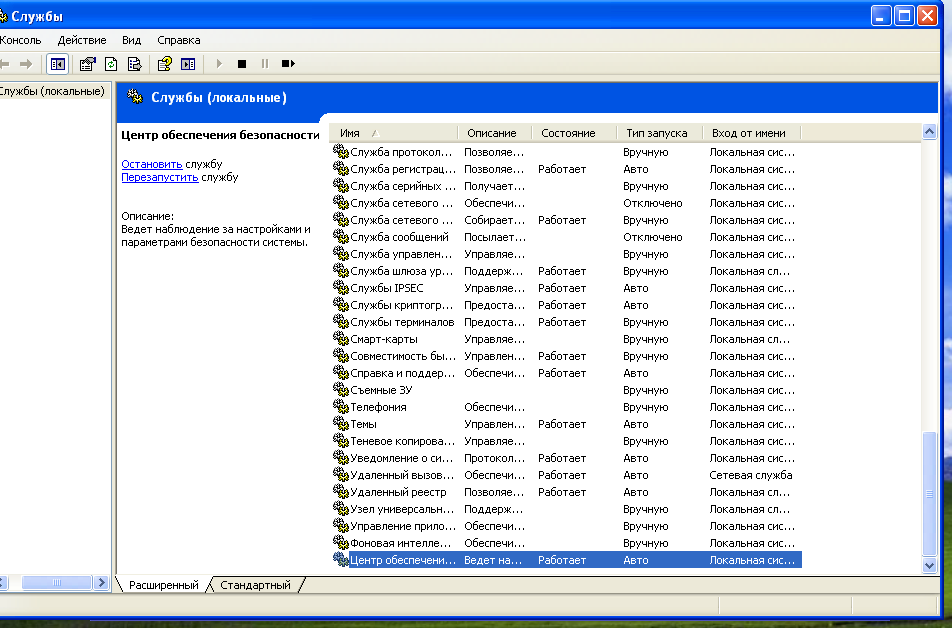 Службы
Консоль Действие Вид Справка
Службы (локальные)
Службы (локальные)
Центр обеспечения безопасности
Остановить службу
Перезапустить службу
Описание:
Ведет наблюдение за настройками и
параметрами безопасности системы.
Имя Описание Состояние Тип запуска Вход от имени
Служба протокол... Позволяе... Вручную Локальная сис...
Служба регистрац... Позволяе... Работает Авто Локальная сис...
Служба серийных ... Получает... Вручную Локальная сис...
Служба сетевого ... Обеспечи... Отключено Локальная сис...
Служба сетевого ... Собирает... Работает Вручную Локальная сис...
Служба сообщений Посылает... Отключено Локальная сис...
Служба управлен... Управляе... Вручную Локальная сис...
Служба шлюза ур... Поддерж... Работает Вручную Локальная сл...
Службы IPSEC Управляе... Работает Авто Локальная сис...
Службы криптогр... Предоста... Работает Авто Локальная сис...
Службы терминалов Предоста... Работает Вручную Локальная сис...
Смарт-карты Управляе... Вручную Локальная сл...
Совместимость бы... Управлен... Работает Вручную Локальная сис...
Справка и поддер... Обеспечи... Работает Авто Локальная сис...
Съемные ЗУ Вручную Локальная сис...
Телефония Обеспечи... Вручную Локальная сис...
Темы Управлен... Работает Авто Локальная сис...
Теневое копирова... Управляе... Вручную Локальная сис...
Уведомление о си... Протокол... Работает Авто Локальная сис...
Удаленный вызов... Обеспечи... Работает Авто Сетевая служба
Удаленный реестр Позволяе... Работает Авто Локальная сл...
Узел универсальн... Поддерж... Вручную Локальная сл...
Управление прило... Обеспечи... Вручную Локальная сис...
Фоновая интелле... Обеспечи... Вручную Локальная сис...
Центр обеспечени... Ведет на... Работает Авто Локальная сис...
Расширенный Стандартный